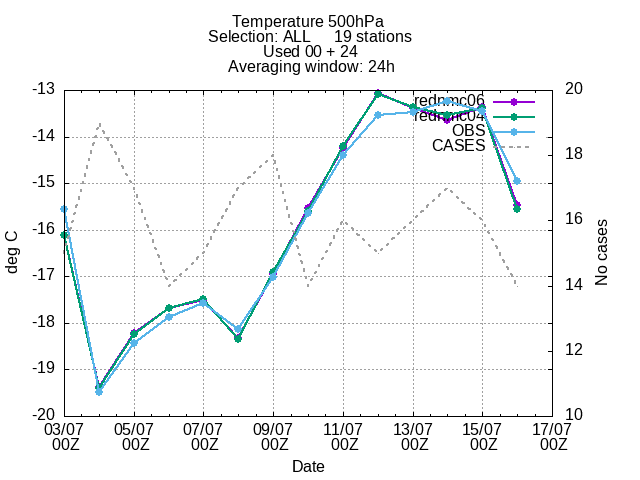 Temperature 500hPa
Selection: ALL 19 stations
Used 00 + 24
Averaging window: 24h
-13
-14
-15
-16
-17
-18
-19
-20
deg C
20
18
16
14
12
10
No cases
rednmc06
rednmc04
OBS
CASES
03/07 05/07 07/07 09/07 11/07 13/07 15/07 17/07
00Z 00Z 00Z 00Z 00Z 00Z 00Z 00Z
Date